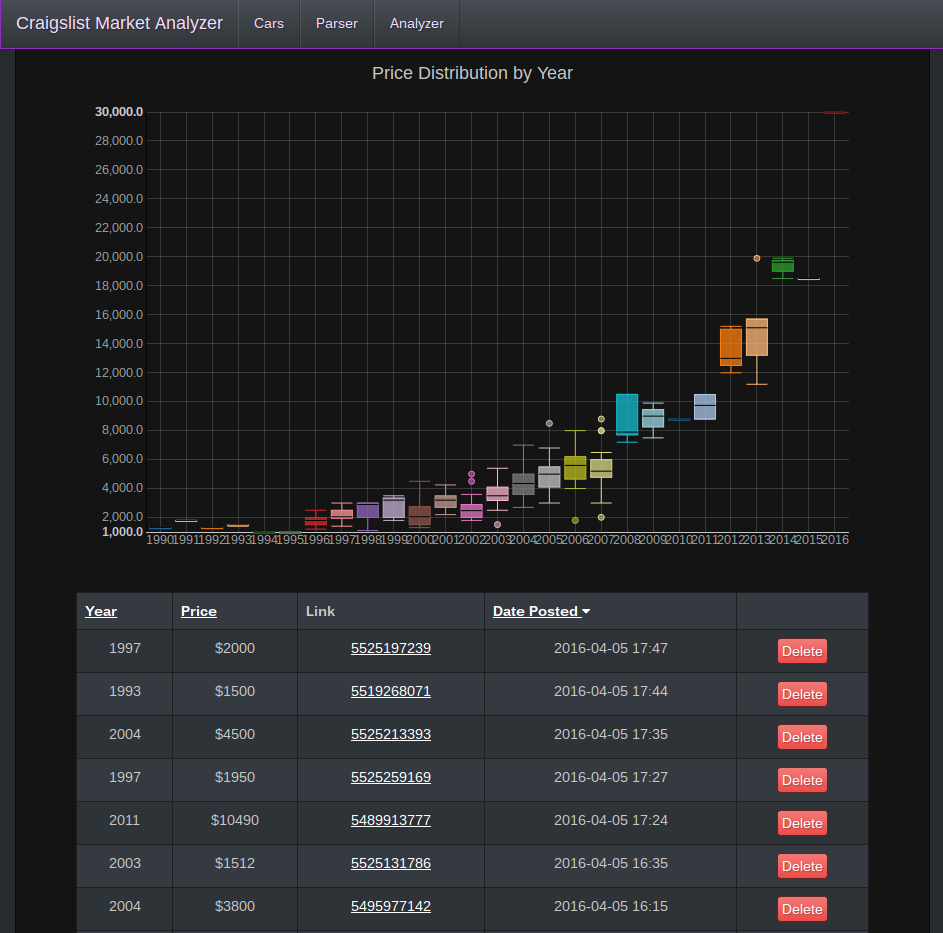 Craigslist Market Analyzer Cars Parser Analyzer
Price Distribution by Year
30,000.0
28,000.0
26,000.0
24,000.0
22,000.0
20,000.0
18,000.0
16,000.0
14,000.0
12,000.0
10,000.0
8,000.0
6,000.0
4,000.0
2,000.0
1,000.0
1990 1991 1992 1993 1994 1995 1996 1997 1998 1999 2000 2001 2002 2003 2004 2005 2006 2007 2008 2009 2010 2011 2012 2013 2014 2015 2016
Year Price Link Date Posted
1997 $2000 5525197239 2016-04-05 17:47 Delete
1993 $1500 5519268071 2016-04-05 17:44 Delete
2004 $4500 5525213393 2016-04-05 17:35 Delete
1997 $1950 5525259169 2016-04-05 17:27 Delete
2011 $10490 5489913777 2016-04-05 17:24 Delete
2003 $1512 5525131786 2016-04-05 16:35 Delete
2004 $3800 5495977142 2016-04-05 16:15 Delete